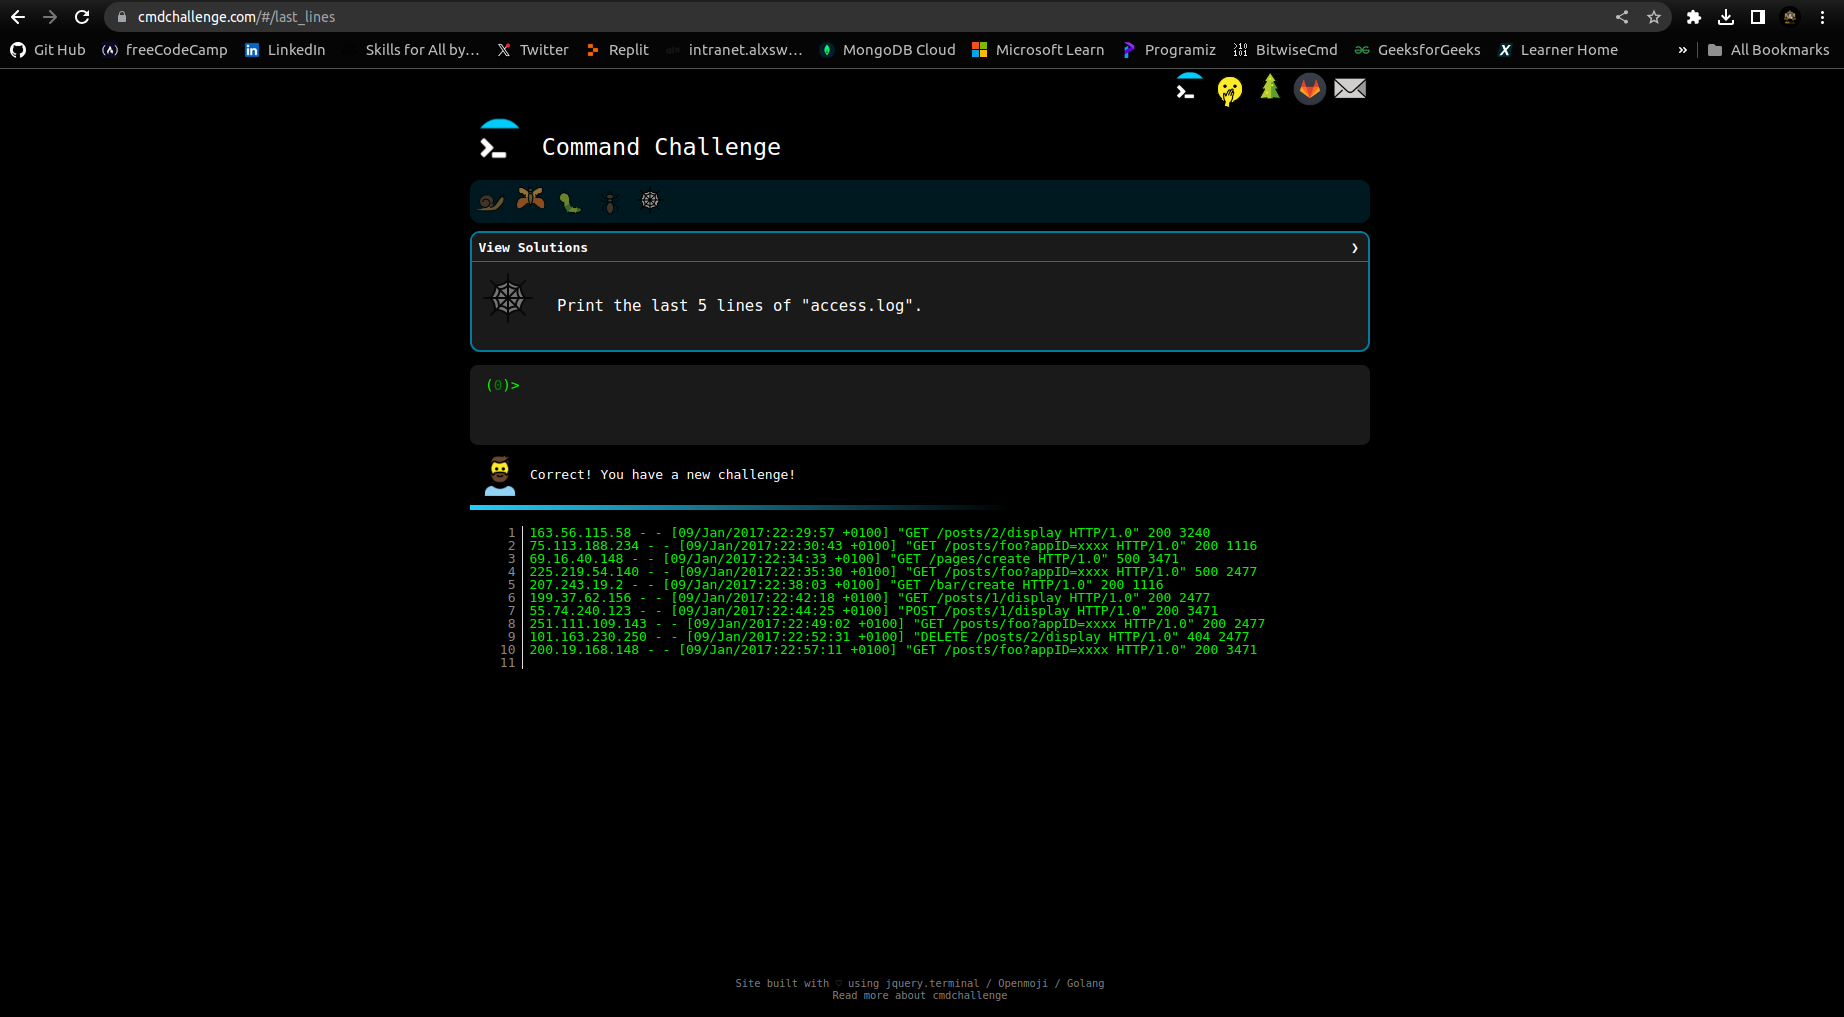 cmdchallenge.com/#/last_lines
Git Hub freeCodeCamp LinkedIn Skills for All by... Twitter Replit intranet.alxsw... MongoDB Cloud Microsoft Learn Programiz BitwiseCmd GeeksforGeeks Learner Home » All Bookmarks
Command Challenge
View Solutions ❯
Print the last 5 lines of "access.log".
(0)>
Correct! You have a new challenge!
1 163.56.115.58 - - [09/Jan/2017:22:29:57 +0100] "GET /posts/2/display HTTP/1.0" 200 3240
2 75.113.188.234 - - [09/Jan/2017:22:30:43 +0100] "GET /posts/foo?appID=xxxx HTTP/1.0" 200 1116
3 69.16.40.148 - - [09/Jan/2017:22:34:33 +0100] "GET /pages/create HTTP/1.0" 500 3471
4 225.219.54.140 - - [09/Jan/2017:22:35:30 +0100] "GET /posts/foo?appID=xxxx HTTP/1.0" 500 2477
5 207.243.19.2 - - [09/Jan/2017:22:38:03 +0100] "GET /bar/create HTTP/1.0" 200 1116
6 199.37.62.156 - - [09/Jan/2017:22:42:18 +0100] "GET /posts/1/display HTTP/1.0" 200 2477
7 55.74.240.123 - - [09/Jan/2017:22:44:25 +0100] "POST /posts/1/display HTTP/1.0" 200 3471
8 251.111.109.143 - - [09/Jan/2017:22:49:02 +0100] "GET /posts/foo?appID=xxxx HTTP/1.0" 200 2477
9 101.163.230.250 - - [09/Jan/2017:22:52:31 +0100] "DELETE /posts/2/display HTTP/1.0" 404 2477
10 200.19.168.148 - - [09/Jan/2017:22:57:11 +0100] "GET /posts/foo?appID=xxxx HTTP/1.0" 200 3471
11
Site built with ♡ using jquery.terminal / Openmoji / Golang
Read more about cmdchallenge